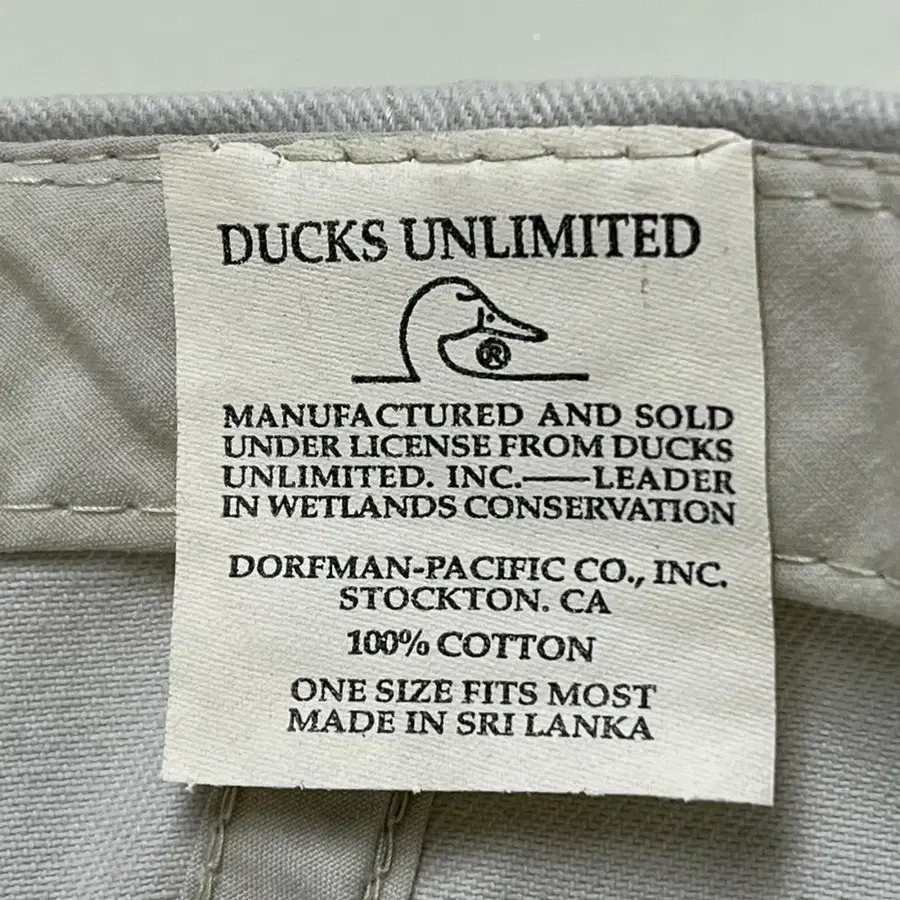 DUCKS UNLIMITED
®
MANUFACTURED AND SOLD
UNDER LICENSE FROM DUCKS
UNLIMITED. INC.——LEADER
IN WETLANDS CONSERVATION
DORFMAN-PACIFIC CO., INC.
STOCKTON. CA
100% COTTON
ONE SIZE FITS MOST
MADE IN SRI LANKA